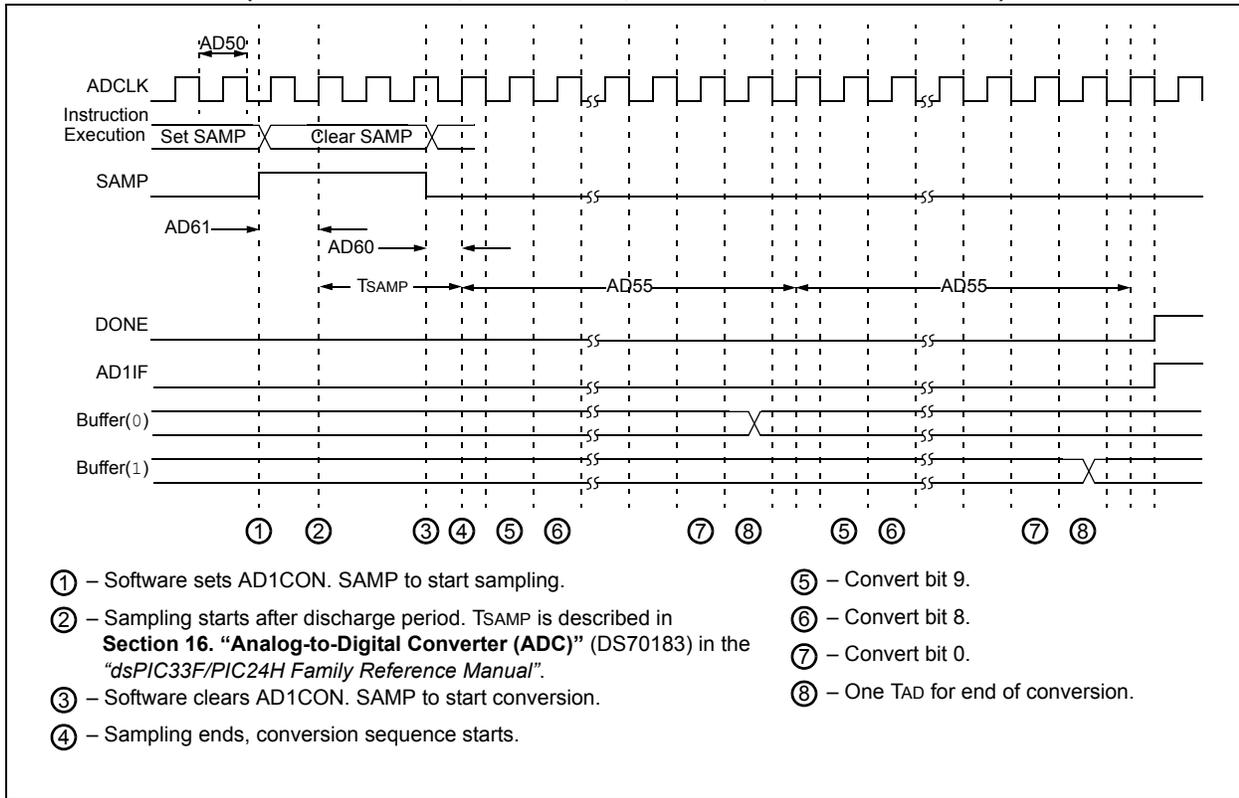 AD50
ADCLK
Instruction
Execution
Set SAMP
Clear SAMP
SAMP
AD61
AD60
TSAMP
AD55
AD55
DONE
AD1IF
Buffer(0)
Buffer(1)
1 2 3 4 5 6 7 8 5 6 7 8
① – Software sets AD1CON. SAMP to start sampling.
② – Sampling starts after discharge period. TSAMP is described in
Section 16. “Analog-to-Digital Converter (ADC)” (DS70183) in the
“dsPIC33F/PIC24H Family Reference Manual”.
③ – Software clears AD1CON. SAMP to start conversion.
④ – Sampling ends, conversion sequence starts.
⑤ – Convert bit 9.
⑥ – Convert bit 8.
⑦ – Convert bit 0.
⑧ – One TAD for end of conversion.